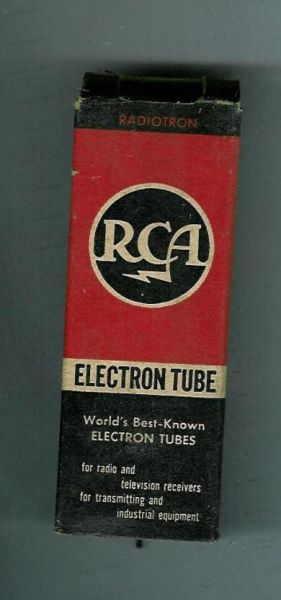 RADIOTRON
RCA
ELECTRON TUBE
World's Best-Known
ELECTRON TUBES
for radio and
television receivers
for transmitting and
industrial equipment